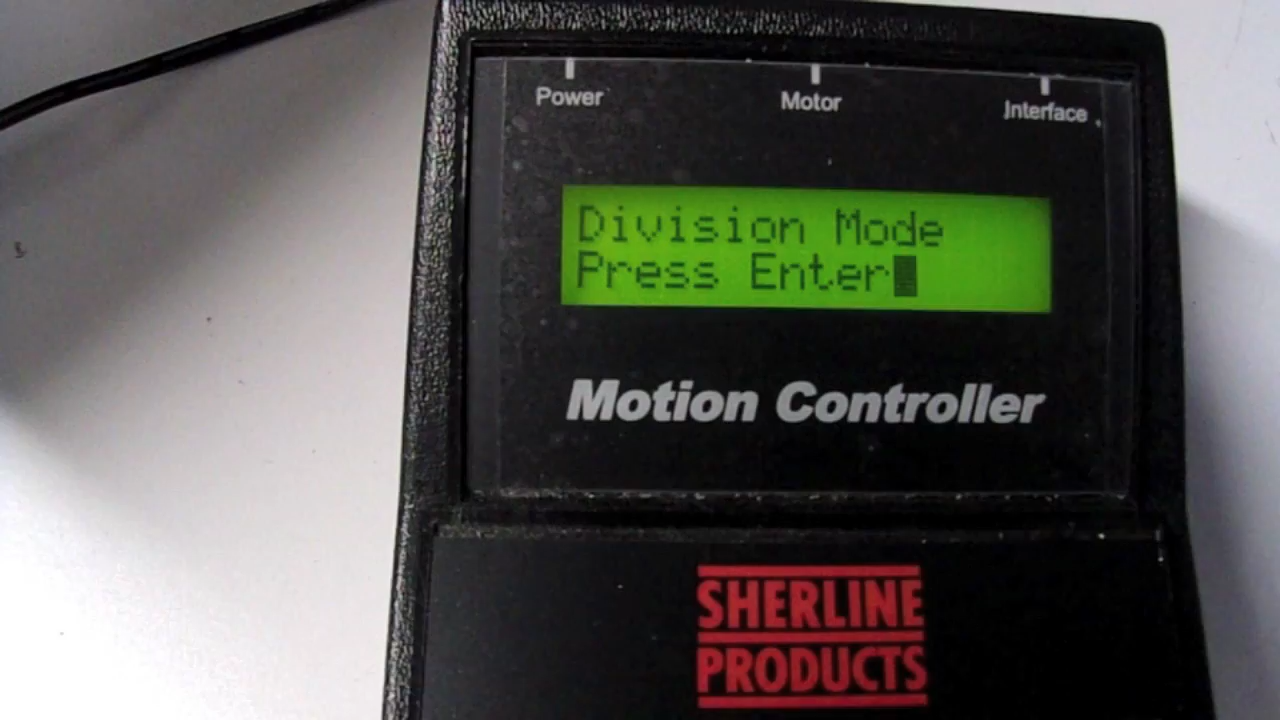 Power Motor Interface
Division Mode
Press Enter
Motion Controller
SHERLINE
PRODUCTS